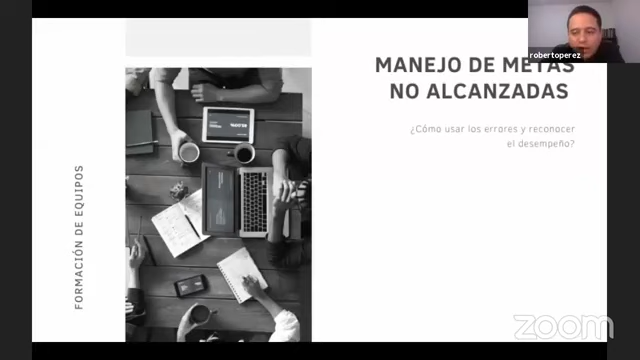 robertoperez
MANEJO DE METAS
NO ALCANZADAS
¿Cómo usar los errores y reconocer
el desempeño?
FORMACIÓN DE EQUIPOS
zoom